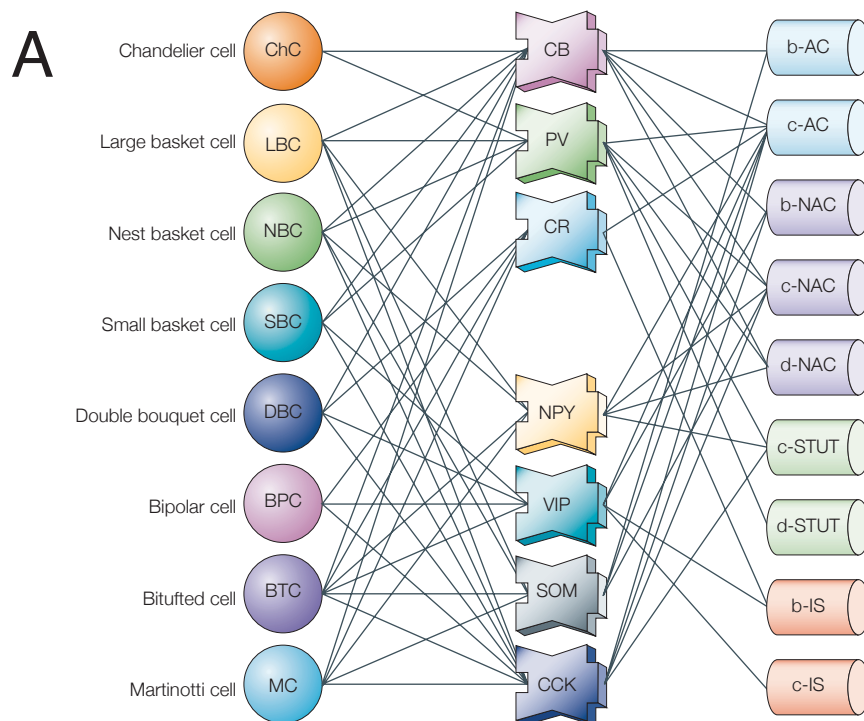 A
Chandelier cell
ChC
CB
b-AC
Large basket cell
LBC
PV
c-AC
Nest basket cell
NBC
CR
b-NAC
Small basket cell
SBC
c-NAC
Double bouquet cell
DBC
NPY
d-NAC
c-STUT
Bipolar cell
BPC
VIP
d-STUT
Bitufted cell
BTC
SOM
b-IS
Martinotti cell
MC
CCK
c-IS